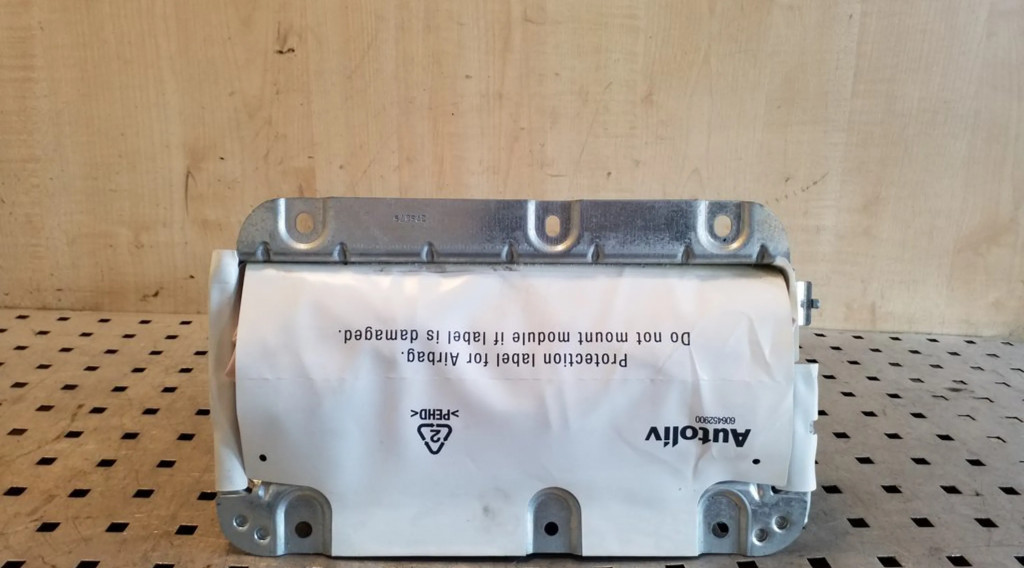 Autoliv
606452900
>PEHD<
2
Protection label for Airbag.
Do not mount module if label is damaged.